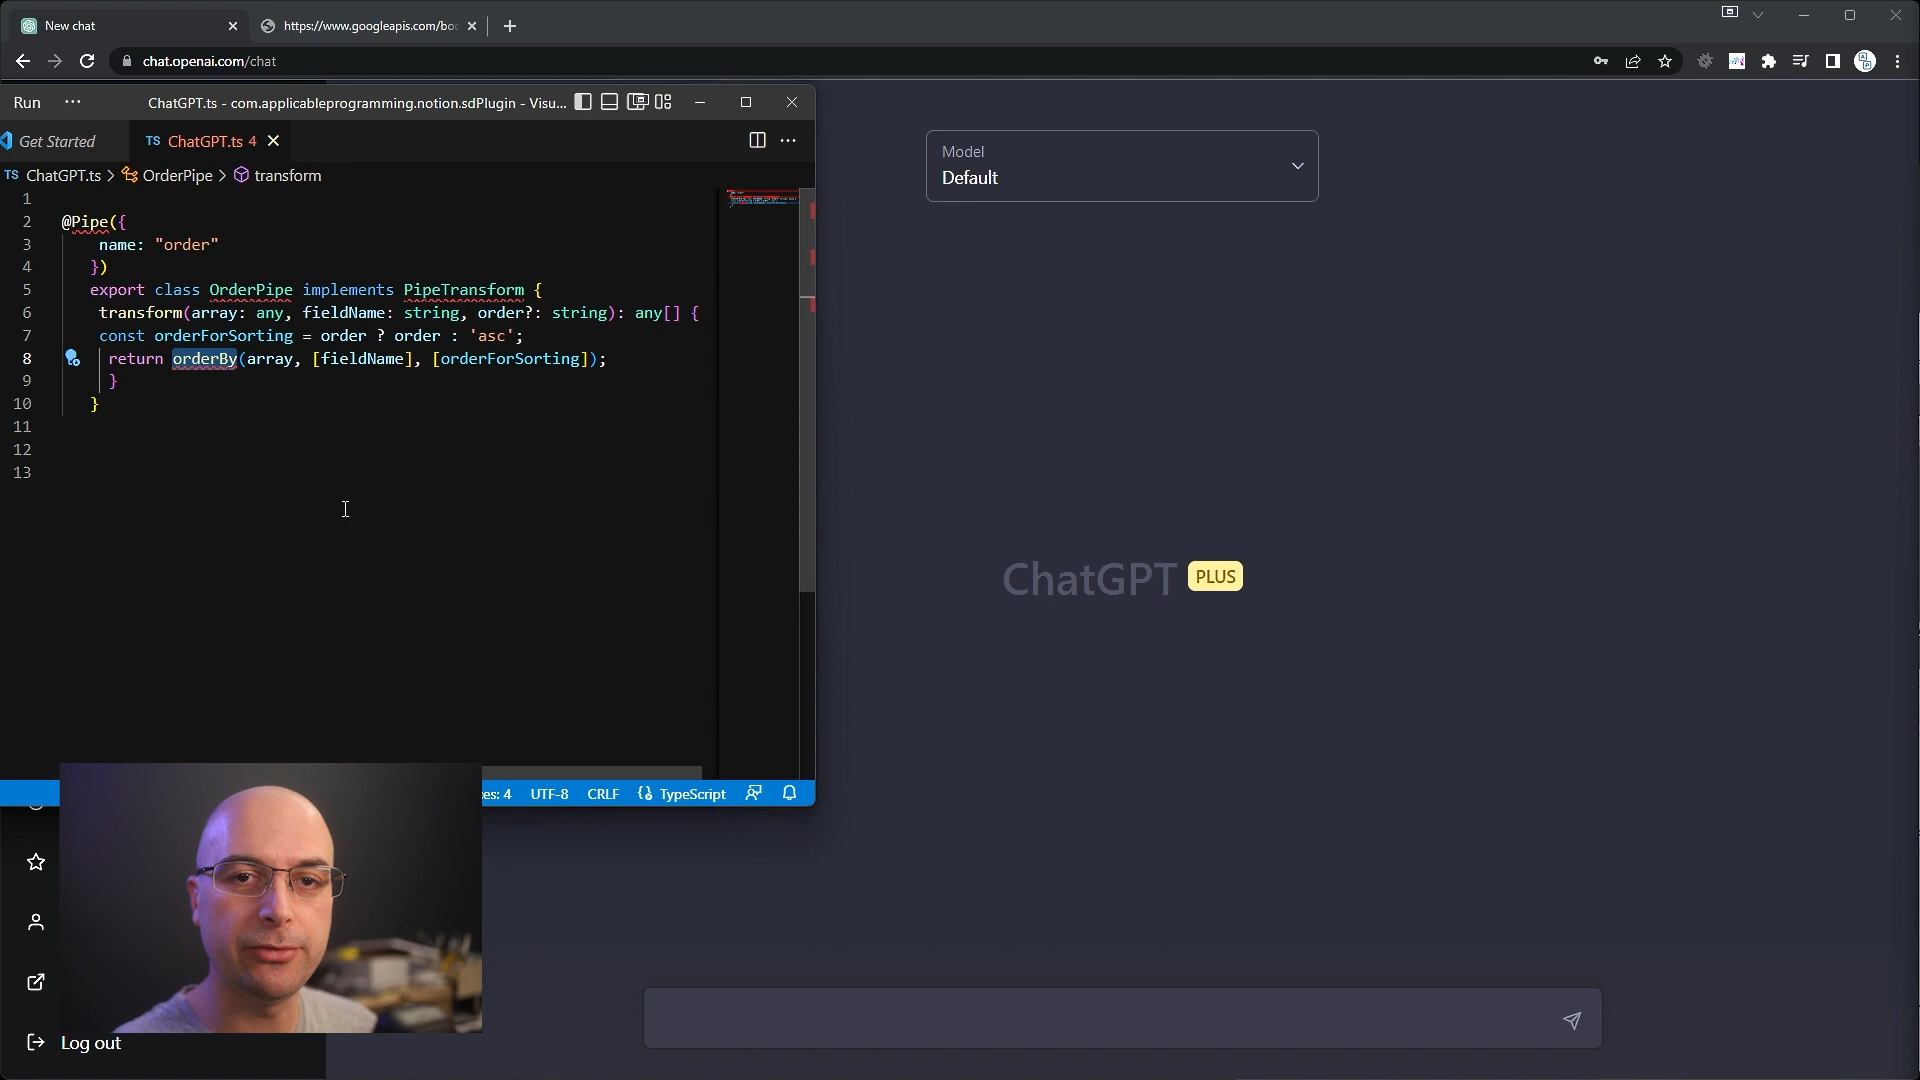 New chat
https://www.googleapis.com/boo
chat.openai.com/chat
Run
ChatGPT.ts - com.applicableprogramming.notion.sdPlugin - Visu...
Get Started
TS ChatGPT.ts 4
TS ChatGPT.ts > OrderPipe > transform
1
2 @Pipe({
3 name: "order"
4 })
5 export class OrderPipe implements PipeTransform {
6 transform(array: any, fieldName: string, order?: string): any[] {
7 const orderForSorting = order ? order : 'asc';
8 return orderBy(array, [fieldName], [orderForSorting]);
9 }
10 }
11
12
13
Model
Default
ChatGPT PLUS
ces: 4 UTF-8 CRLF {} TypeScript
Log out